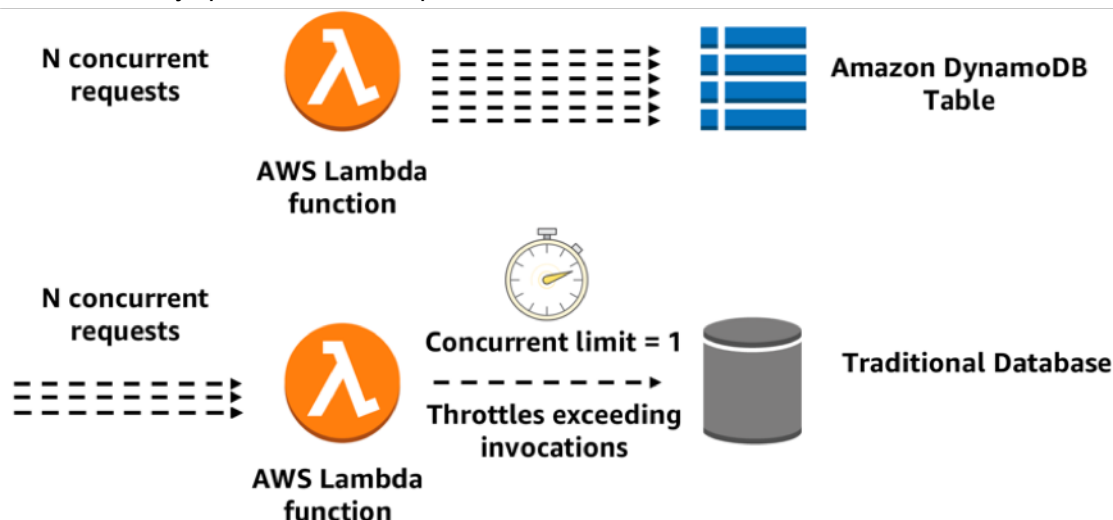 N concurrent
requests
AWS Lambda
function
Amazon DynamoDB
Table
N concurrent
requests
AWS Lambda
function
Concurrent limit = 1
Throttles exceeding
invocations
Traditional Database